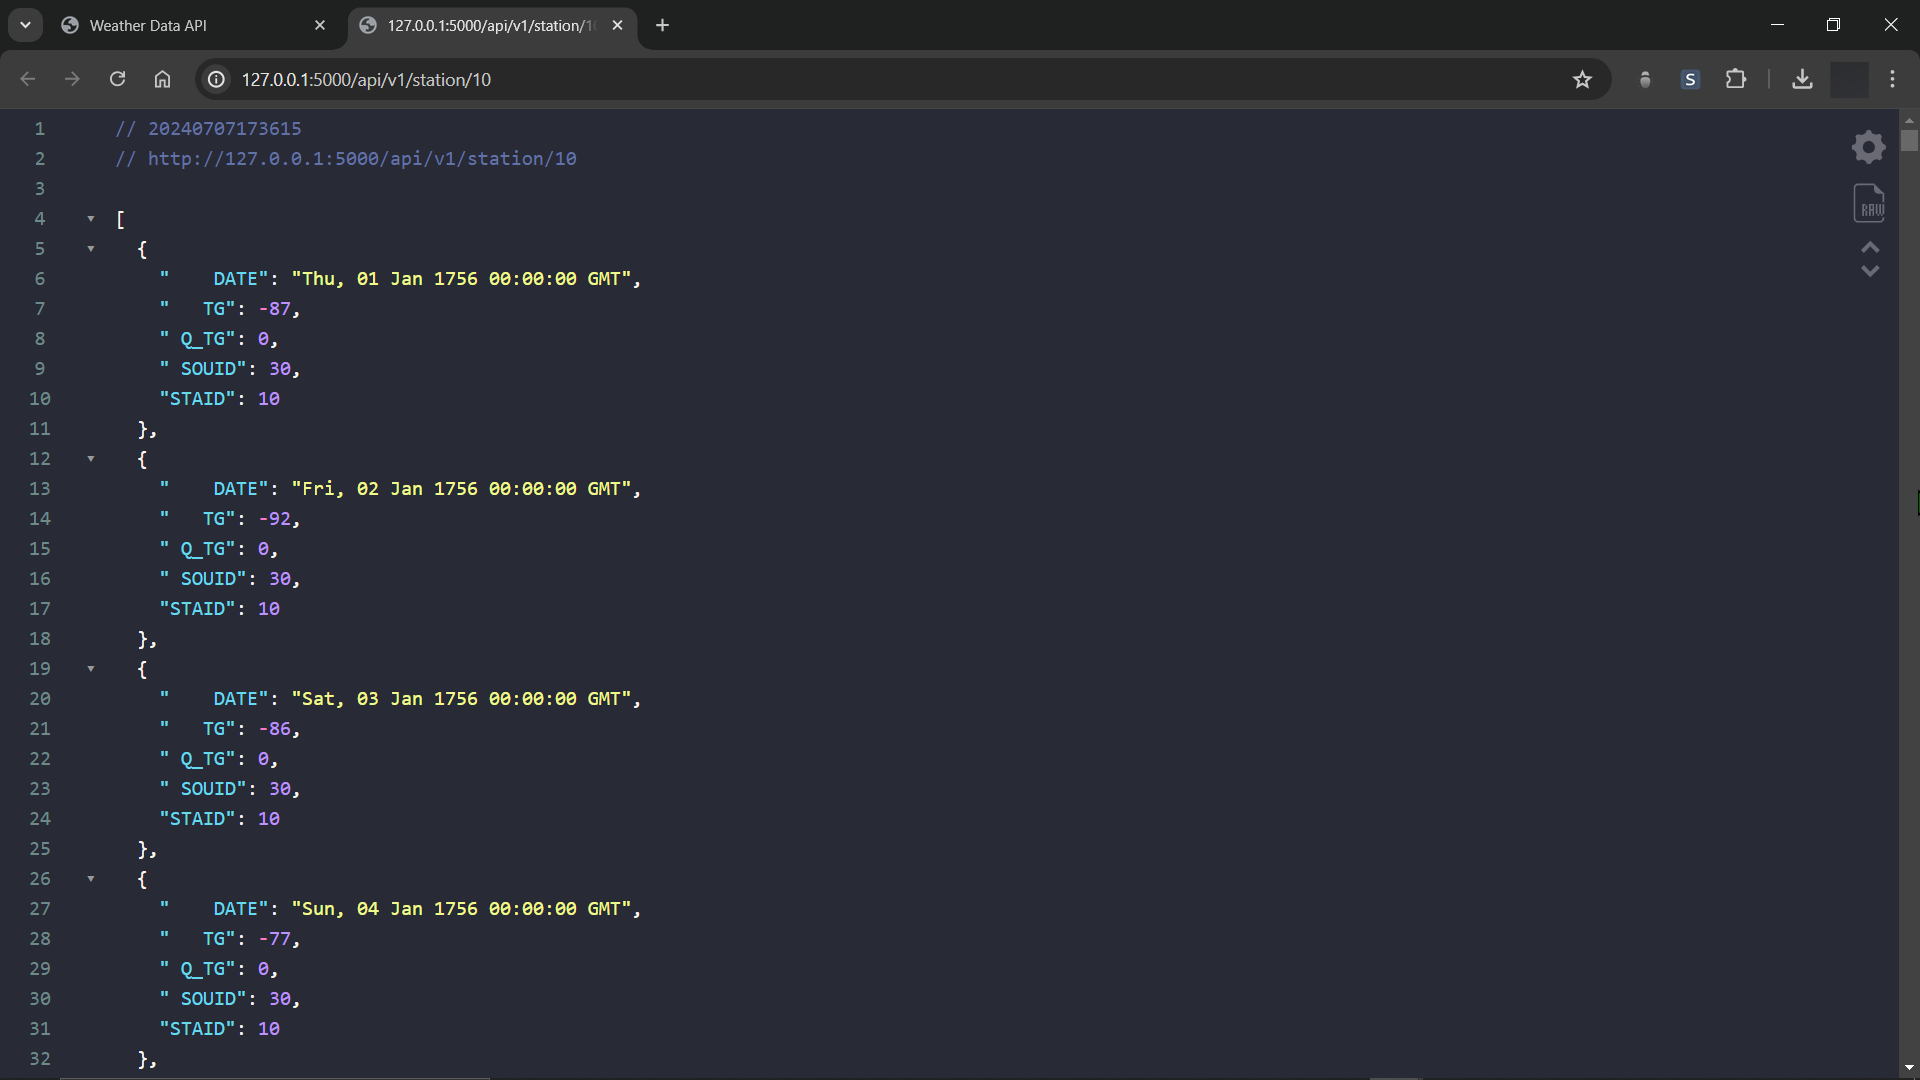 Weather Data API
127.0.0.1:5000/api/v1/station/1
127.0.0.1:5000/api/v1/station/10
S
1 // 20240707173615
2 // http://127.0.0.1:5000/api/v1/station/10
3
4 [
5 {
6 "    DATE": "Thu, 01 Jan 1756 00:00:00 GMT",
7 "   TG": -87,
8 " Q_TG": 0,
9 " SOUID": 30,
10 "STAID": 10
11 },
12 {
13 "    DATE": "Fri, 02 Jan 1756 00:00:00 GMT",
14 "   TG": -92,
15 " Q_TG": 0,
16 " SOUID": 30,
17 "STAID": 10
18 },
19 {
20 "    DATE": "Sat, 03 Jan 1756 00:00:00 GMT",
21 "   TG": -86,
22 " Q_TG": 0,
23 " SOUID": 30,
24 "STAID": 10
25 },
26 {
27 "    DATE": "Sun, 04 Jan 1756 00:00:00 GMT",
28 "   TG": -77,
29 " Q_TG": 0,
30 " SOUID": 30,
31 "STAID": 10
32 },
RAW